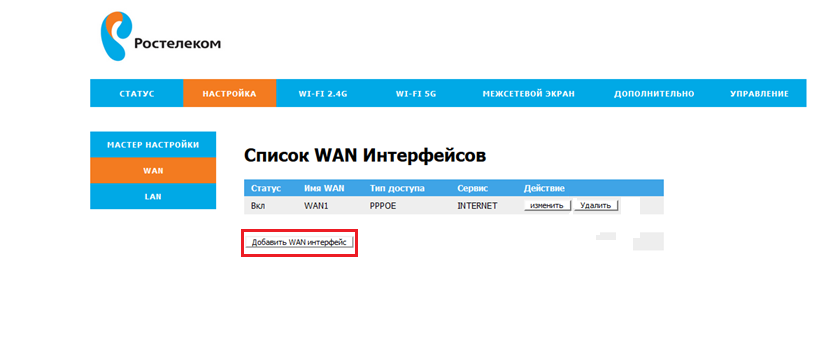 Ростелеком
СТАТУС НАСТРОЙКА WI-FI 2.4G WI-FI 5G МЕЖСЕТЕВОЙ ЭКРАН ДОПОЛНИТЕЛЬНО УПРАВЛЕНИЕ
МАСТЕР НАСТРОЙКИ
WAN
LAN
Список WAN Интерфейсов
Статус Имя WAN Тип доступа Сервис Действие
Вкл WAN1 PPPOE INTERNET изменить Удалить
Добавить WAN интерфейс